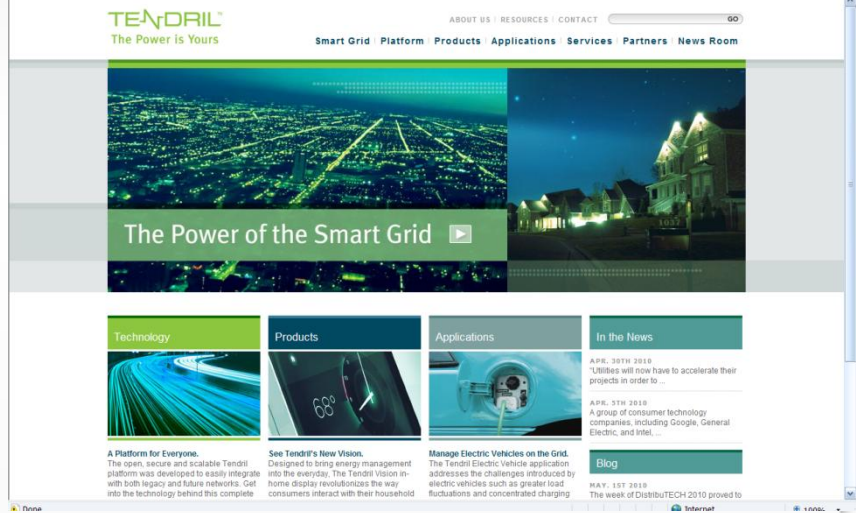 TENDRIL™
The Power is Yours
ABOUT US | RESOURCES | CONTACT
GO
Smart Grid | Platform | Products | Applications | Services | Partners | News Room
1037
The Power of the Smart Grid
Technology
A Platform for Everyone.
The open, secure and scalable Tendril
platform was developed to easily integrate
with both legacy and future networks. Get
into the technology behind this complete
Products
68°
See Tendril's New Vision.
Designed to bring energy management
into the everyday, The Tendril Vision in-
home display revolutionizes the way
consumers interact with their household
Applications
Manage Electric Vehicles on the Grid.
The Tendril Electric Vehicle application
addresses the challenges introduced by
electric vehicles such as greater load
fluctuations and concentrated charging
In the News
APR. 30TH 2010
"Utilities will now have to accelerate their
projects in order to ...
APR. 5TH 2010
A group of consumer technology
companies, including Google, General
Electric, and Intel, ...
Blog
MAY. 1ST 2010
The week of DistribuTECH 2010 proved to
Done
Internet
100%